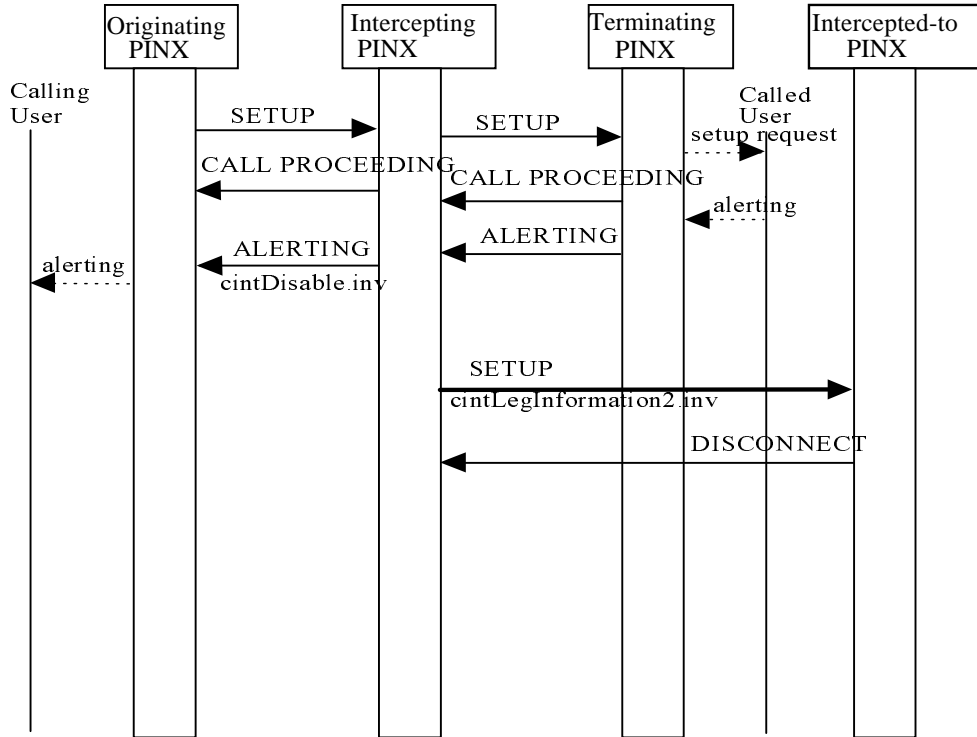 Originating
PINX
Intercepting
PINX
Terminating
PINX
Intercepted-to
PINX
Calling
User
Called
User
SETUP
SETUP
setup request
CALL PROCEEDING
CALL PROCEEDING
alerting
ALERTING
ALERTING
alerting
cintDisable.inv
SETUP
cintLegInformation2.inv
DISCONNECT